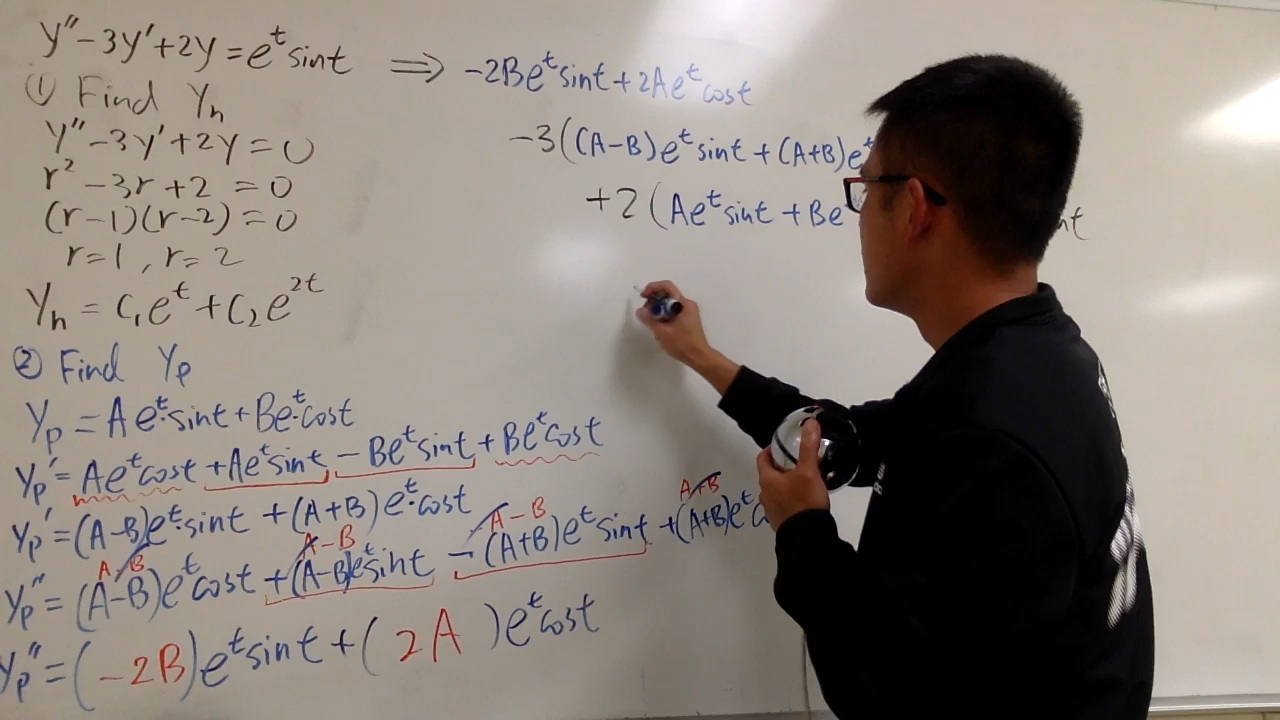 y'' - 3y' + 2y = e^t sint
① Find Y_h
y'' - 3y' + 2y = 0
r² - 3r + 2 = 0
(r-1)(r-2) = 0
r=1, r=2
Y_h = C₁e^t + C₂e^{2t}
② Find Y_p
Y_p = Ae^t·sint + Be^t·cost
Y_p' = Ae^t cost + Ae^t sint - Be^t sint + Be^t cost
Y_p' = (A-B)e^t·sint + (A+B)e^t·cost
A-B A-B A-B A+B
Y_p'' = (A-B)e^t cost + (A-B)e^t sint - (A+B)e^t sint + (A+B)e^t
Y_p'' = (-2B)e^t sint + (2A)e^t cost
⇒ -2Be^t sint + 2Ae^t cost
-3((A-B)e^t sint + (A+B)e^t
+2(Ae^t sint + Be^t